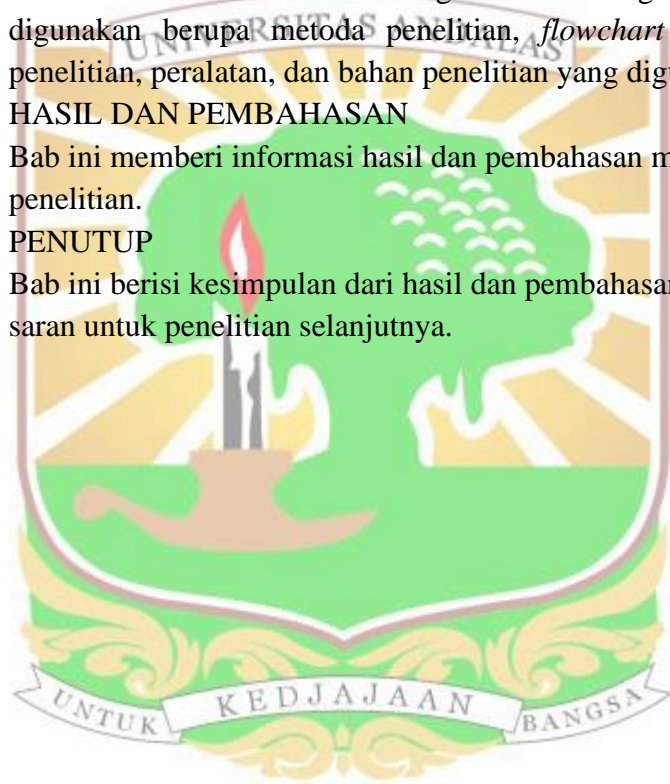 UNIVERSITAS ANDALAS
digunakan berupa metoda penelitian, flowchart
penelitian, peralatan, dan bahan penelitian yang
HASIL DAN PEMBAHASAN
Bab ini memberi informasi hasil dan pembahasan
penelitian.
PENUTUP
Bab ini berisi kesimpulan dari hasil dan pembahasan
saran untuk penelitian selanjutnya.
UNTUK KEDJAJAAN BANGSA